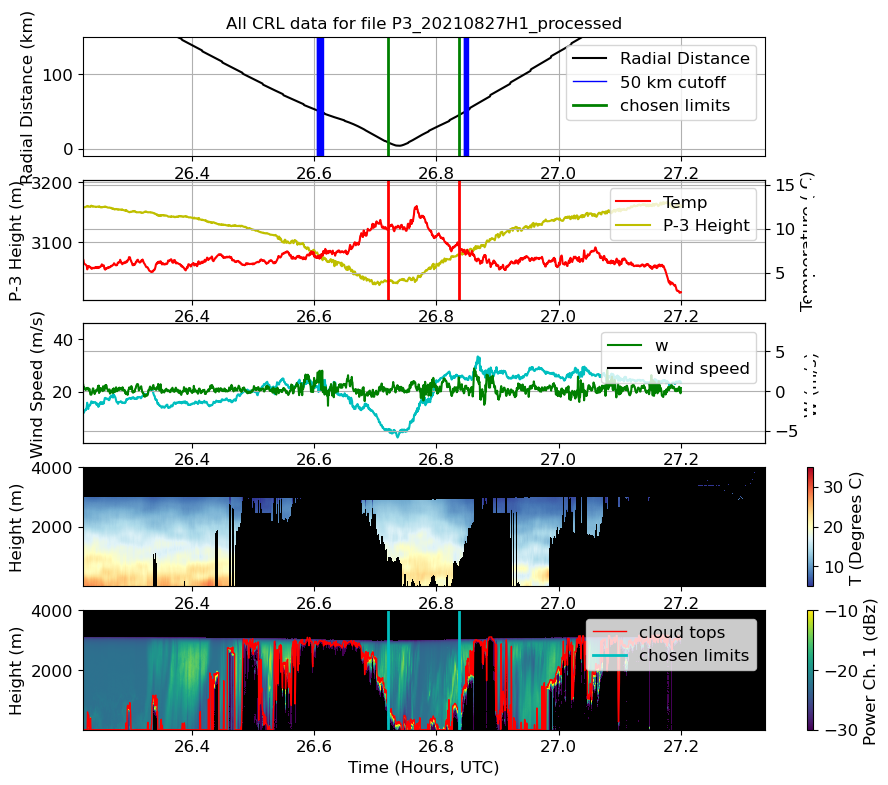 All CRL data for file P3_20210827H1_processed
Radial Distance (km)
100
0
Radial Distance
50 km cutoff
chosen limits
26.4 26.6 26.8 27.0 27.2
P-3 Height (m)
3200
3100
Temp
P-3 Height
15
10
5
26.4 26.6 26.8 27.0 27.2
Wind Speed (m/s)
40
20
w
wind speed
5
0
−5
26.4 26.6 26.8 27.0 27.2
Height (m)
4000
2000
30
20
10
T (Degrees C)
26.4 26.6 26.8 27.0 27.2
Height (m)
4000
2000
cloud tops
chosen limits
−10
−20
−30
Power Ch. 1 (dBz)
26.4 26.6 26.8 27.0 27.2
Time (Hours, UTC)